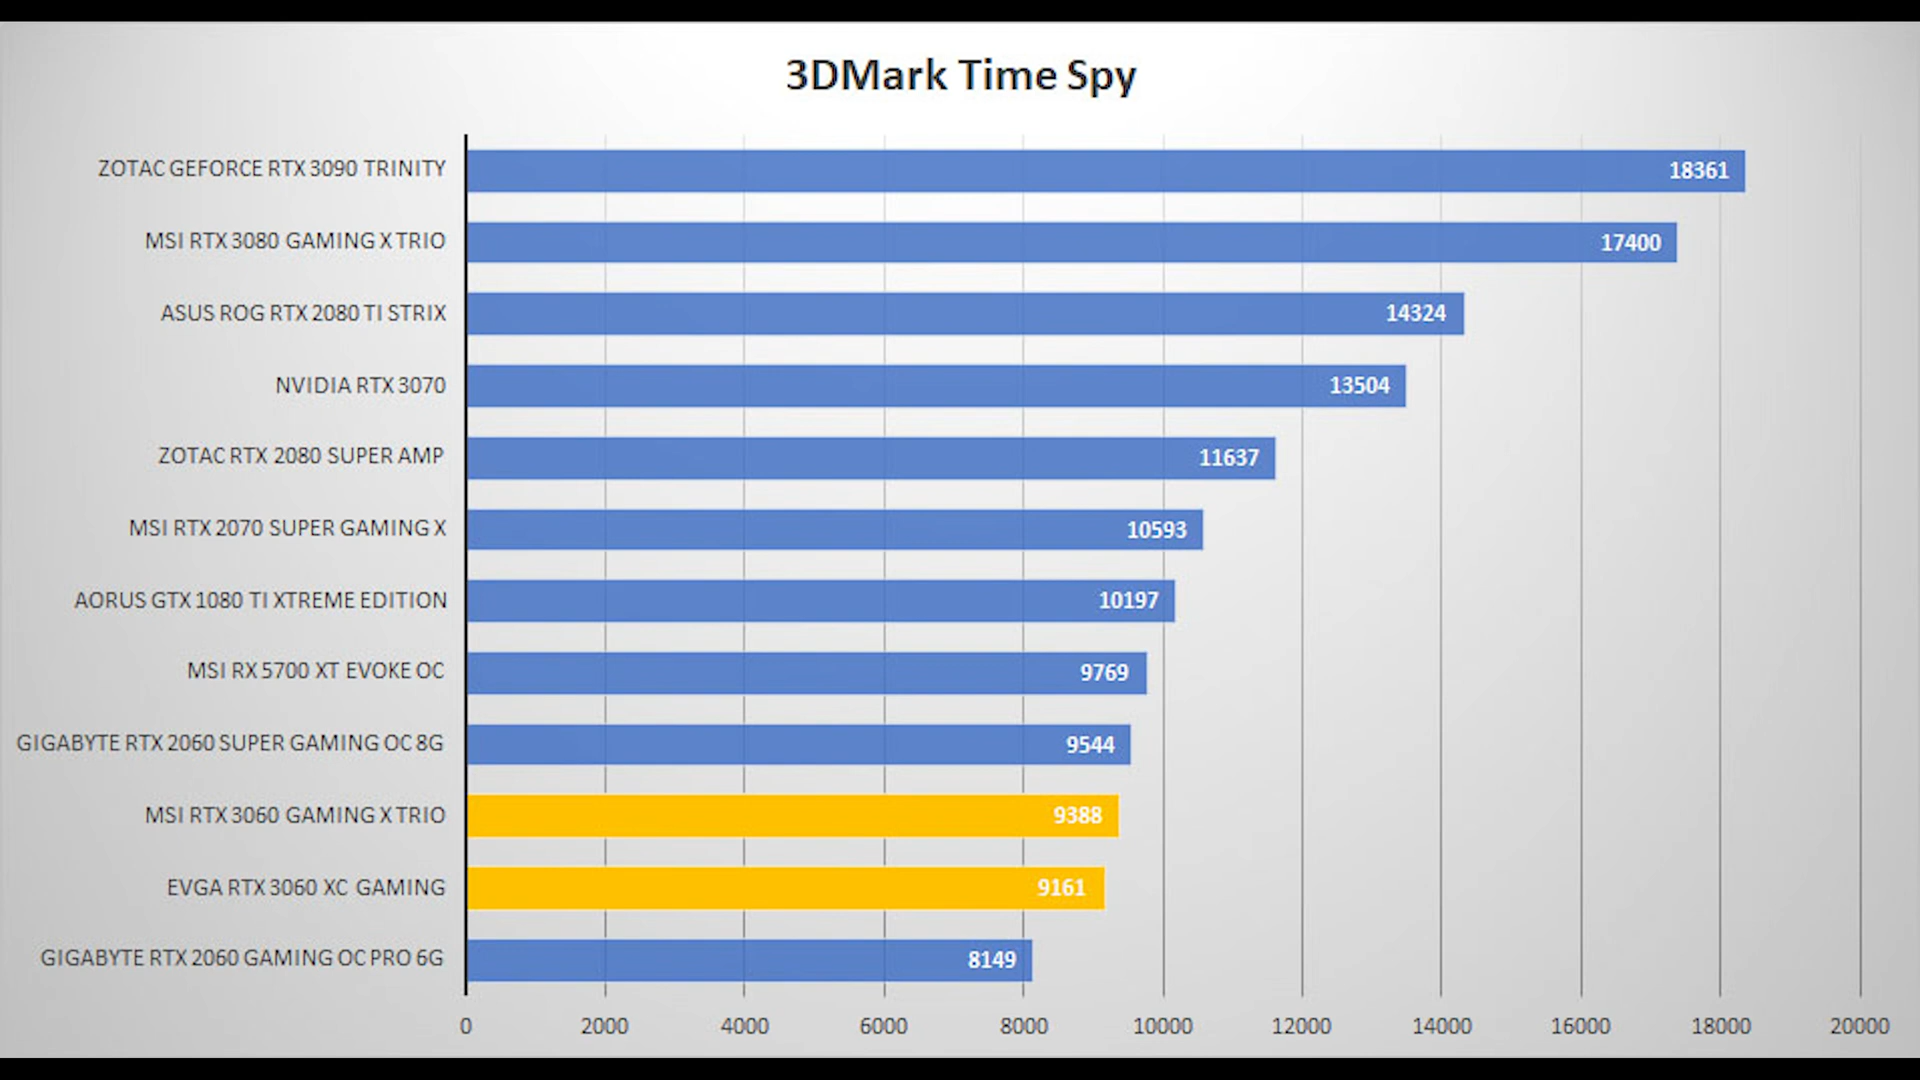 3DMark Time Spy
ZOTAC GEFORCE RTX 3090 TRINITY 18361
MSI RTX 3080 GAMING X TRIO 17400
ASUS ROG RTX 2080 TI STRIX 14324
NVIDIA RTX 3070 13504
ZOTAC RTX 2080 SUPER AMP 11637
MSI RTX 2070 SUPER GAMING X 10593
AORUS GTX 1080 TI XTREME EDITION 10197
MSI RX 5700 XT EVOKE OC 9769
GIGABYTE RTX 2060 SUPER GAMING OC 8G 9544
MSI RTX 3060 GAMING X TRIO 9388
EVGA RTX 3060 XC GAMING 9161
GIGABYTE RTX 2060 GAMING OC PRO 6G 8149
0 2000 4000 6000 8000 10000 12000 14000 16000 18000 20000